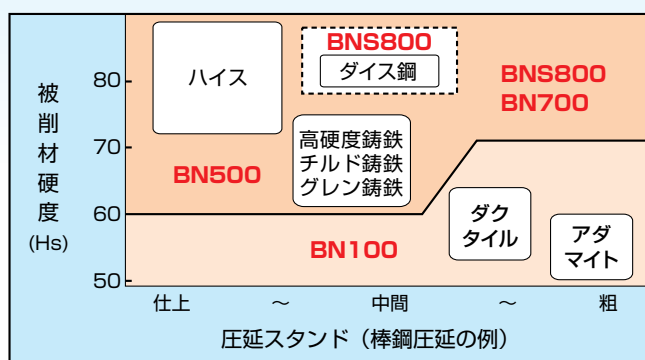 被削材硬度
(Hs)
80
70
60
50
ハイス
BNS800
ダイス鋼
BNS800
BN700
高硬度鋳鉄
チルド鋳鉄
グレン鋳鉄
BN500
BN100
ダク
タイル
アダ
マイト
仕上 ～ 中間 ～ 粗
圧延スタンド（棒鋼圧延の例）